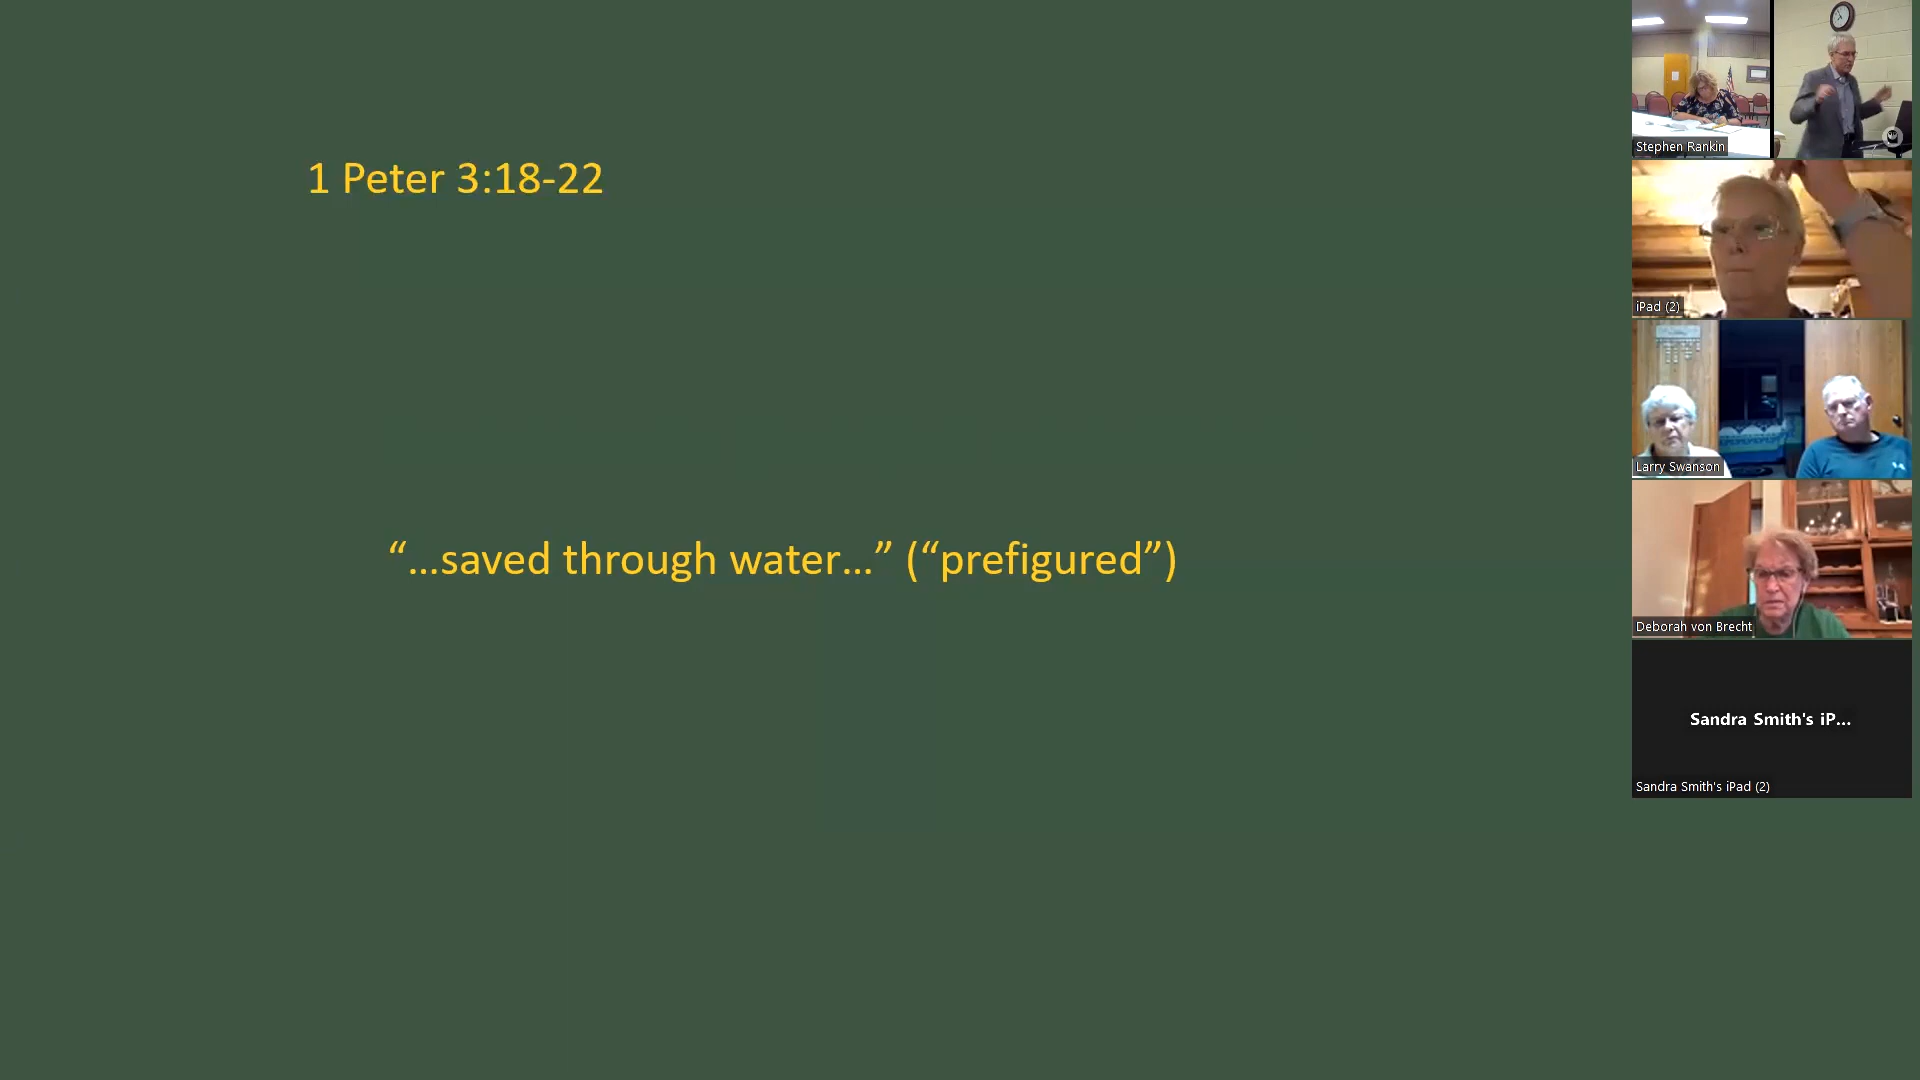 1 Peter 3:18-22
“…saved through water…” (“prefigured”)
Stephen Rankin
iPad (2)
Larry Swanson
Deborah von Brecht
Sandra Smith's iP...
Sandra Smith's iPad (2)